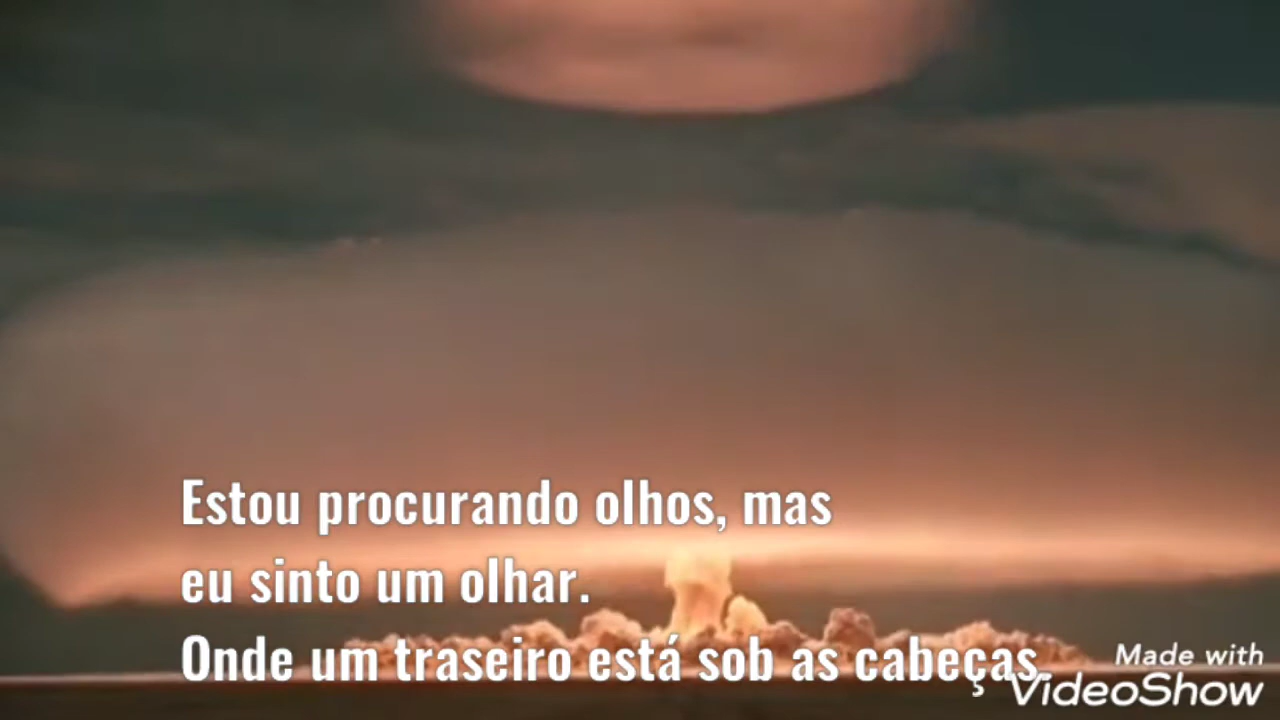 Estou procurando olhos, mas
eu sinto um olhar.
Onde um traseiro está sob as cabeças.
Made with
VideoShow